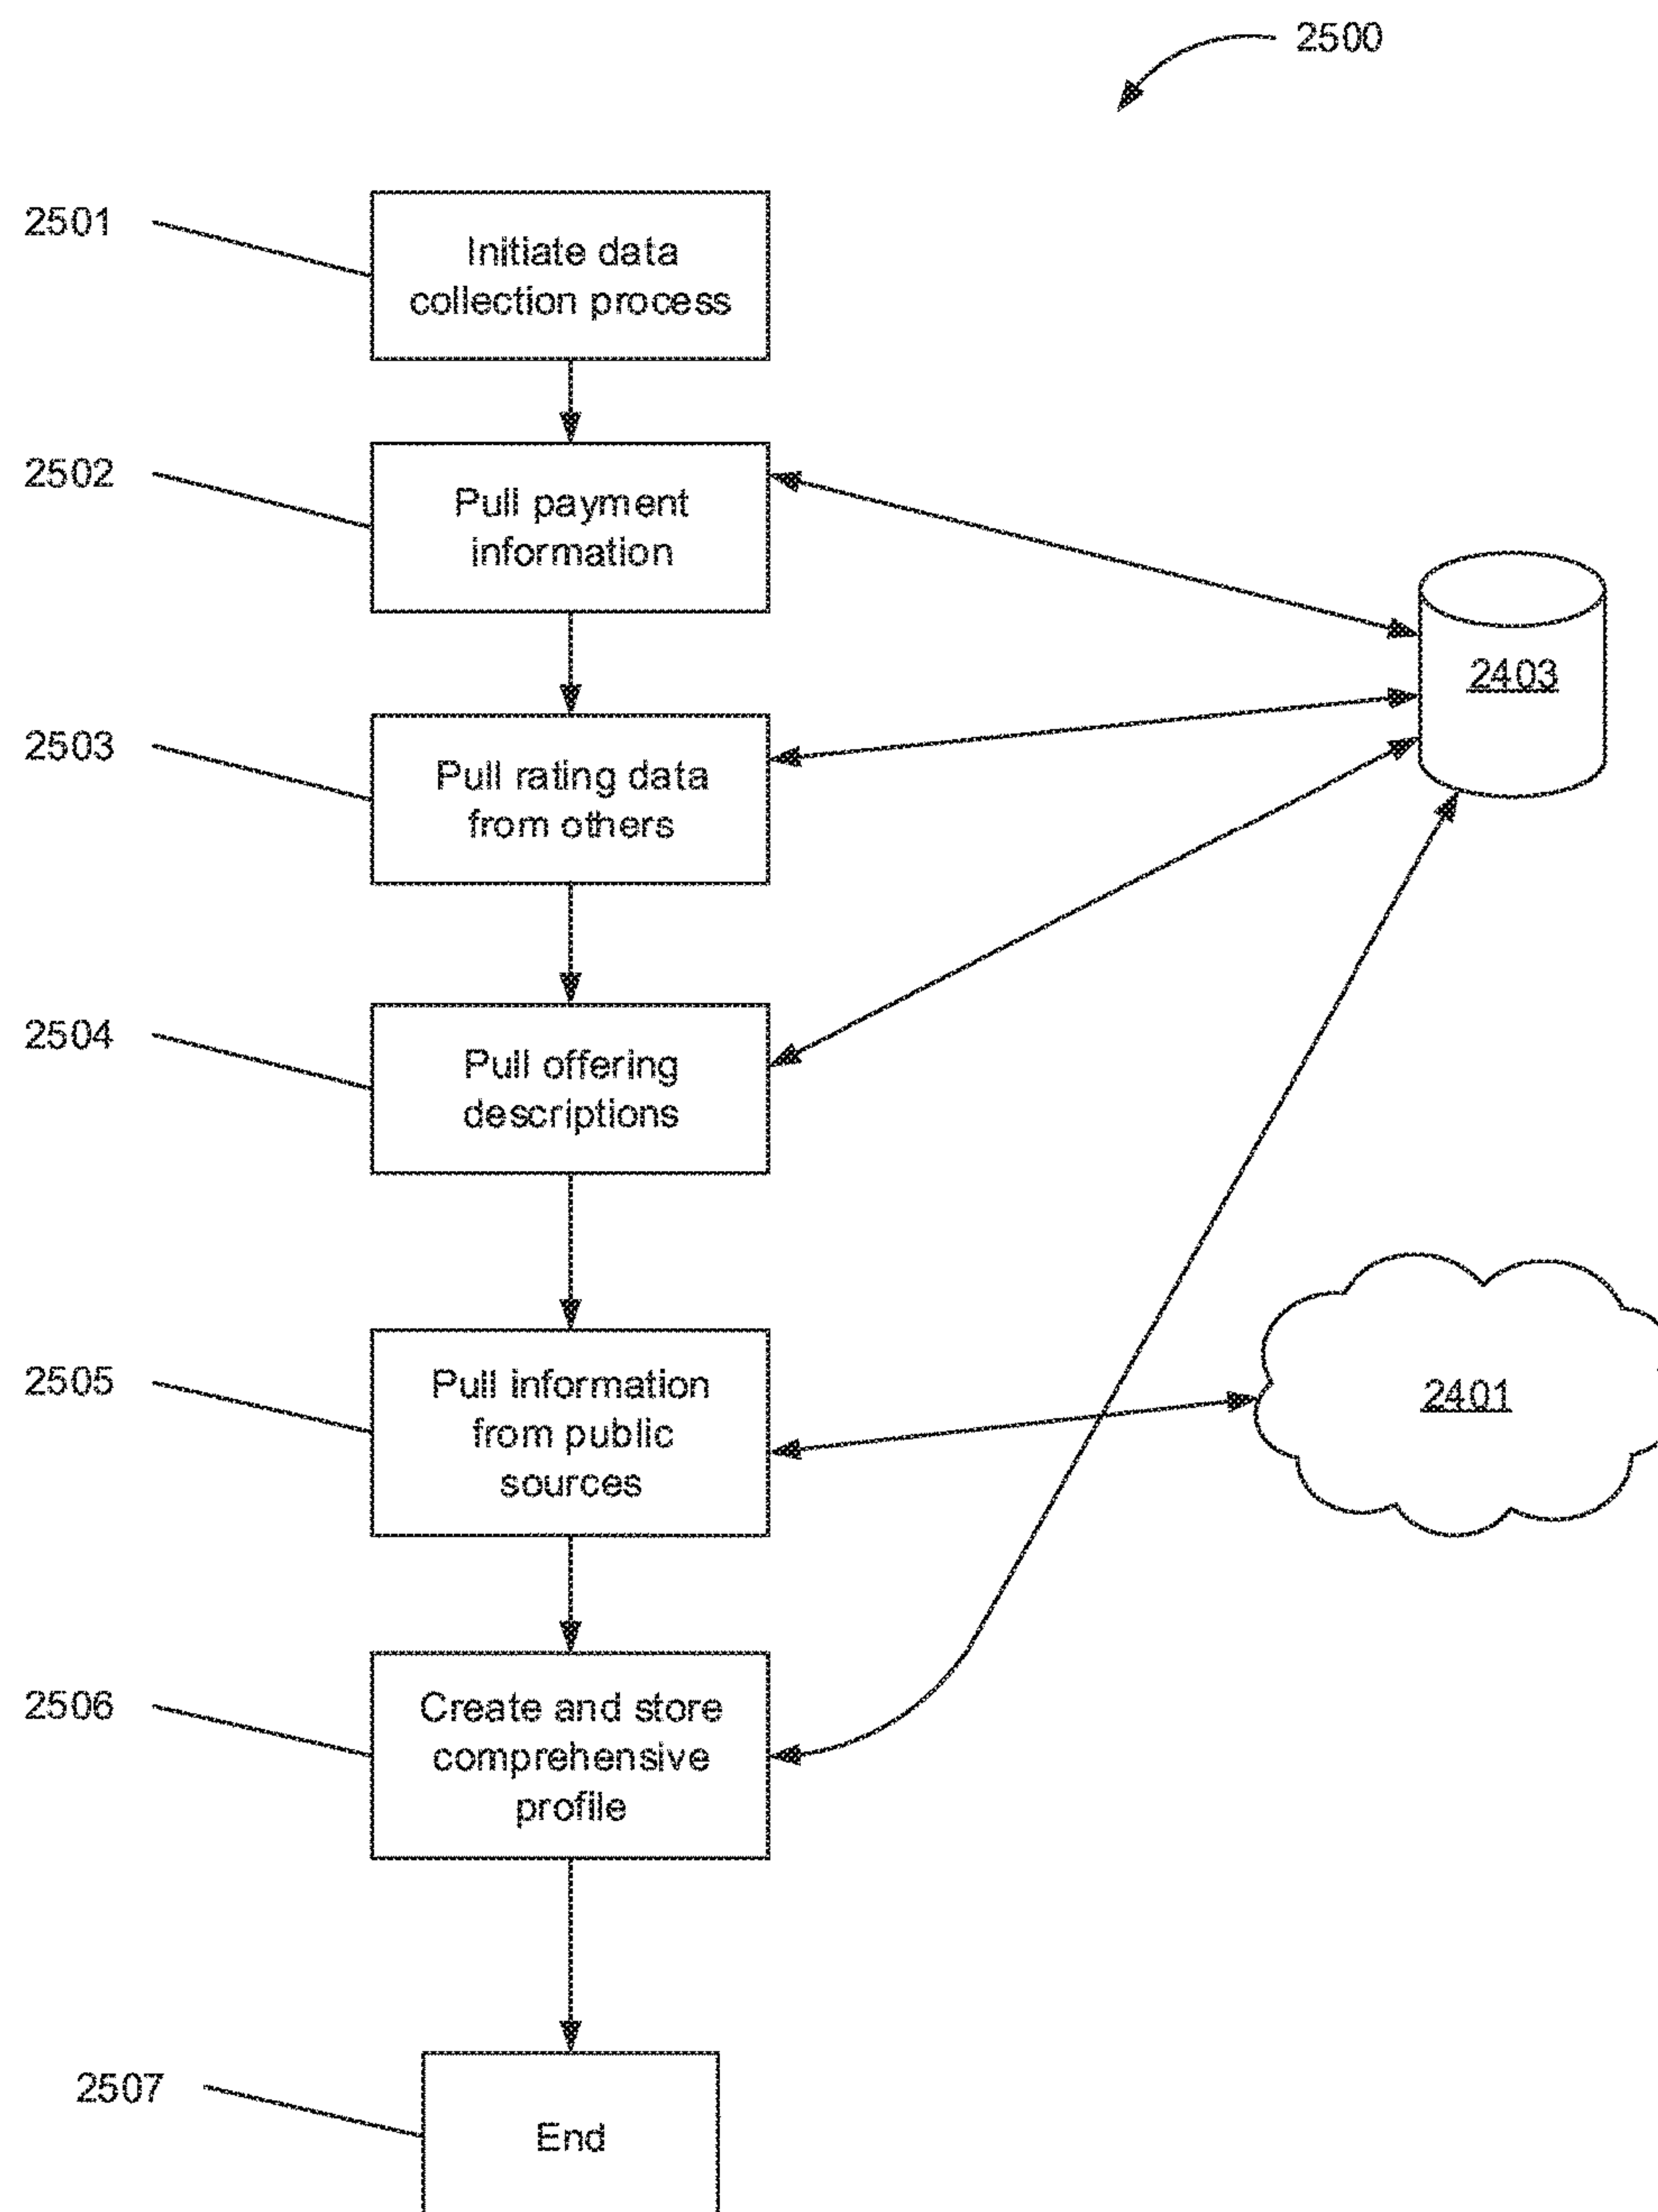 2500
2501
Initiate data
collection process
2502
Pull payment
information
2403
2503
Pull rating data
from others
2504
Pull offering
descriptions
2505
Pull information
from public
sources
2401
2506
Create and store
comprehensive
profile
2507
End